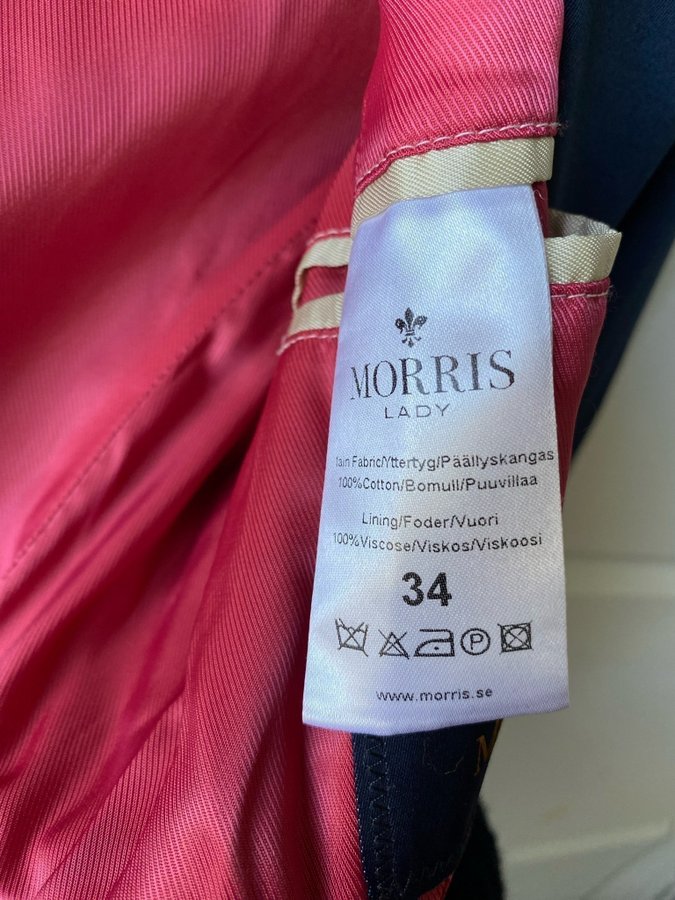 MORRIS
LADY
ain Fabric/Yttertyg/Päällyskangas
100%Cotton/Bomull/Puuvillaa
Lining/Foder/Vuori
100%Viscose/Viskos/Viskoosi
34
P
www.morris.se